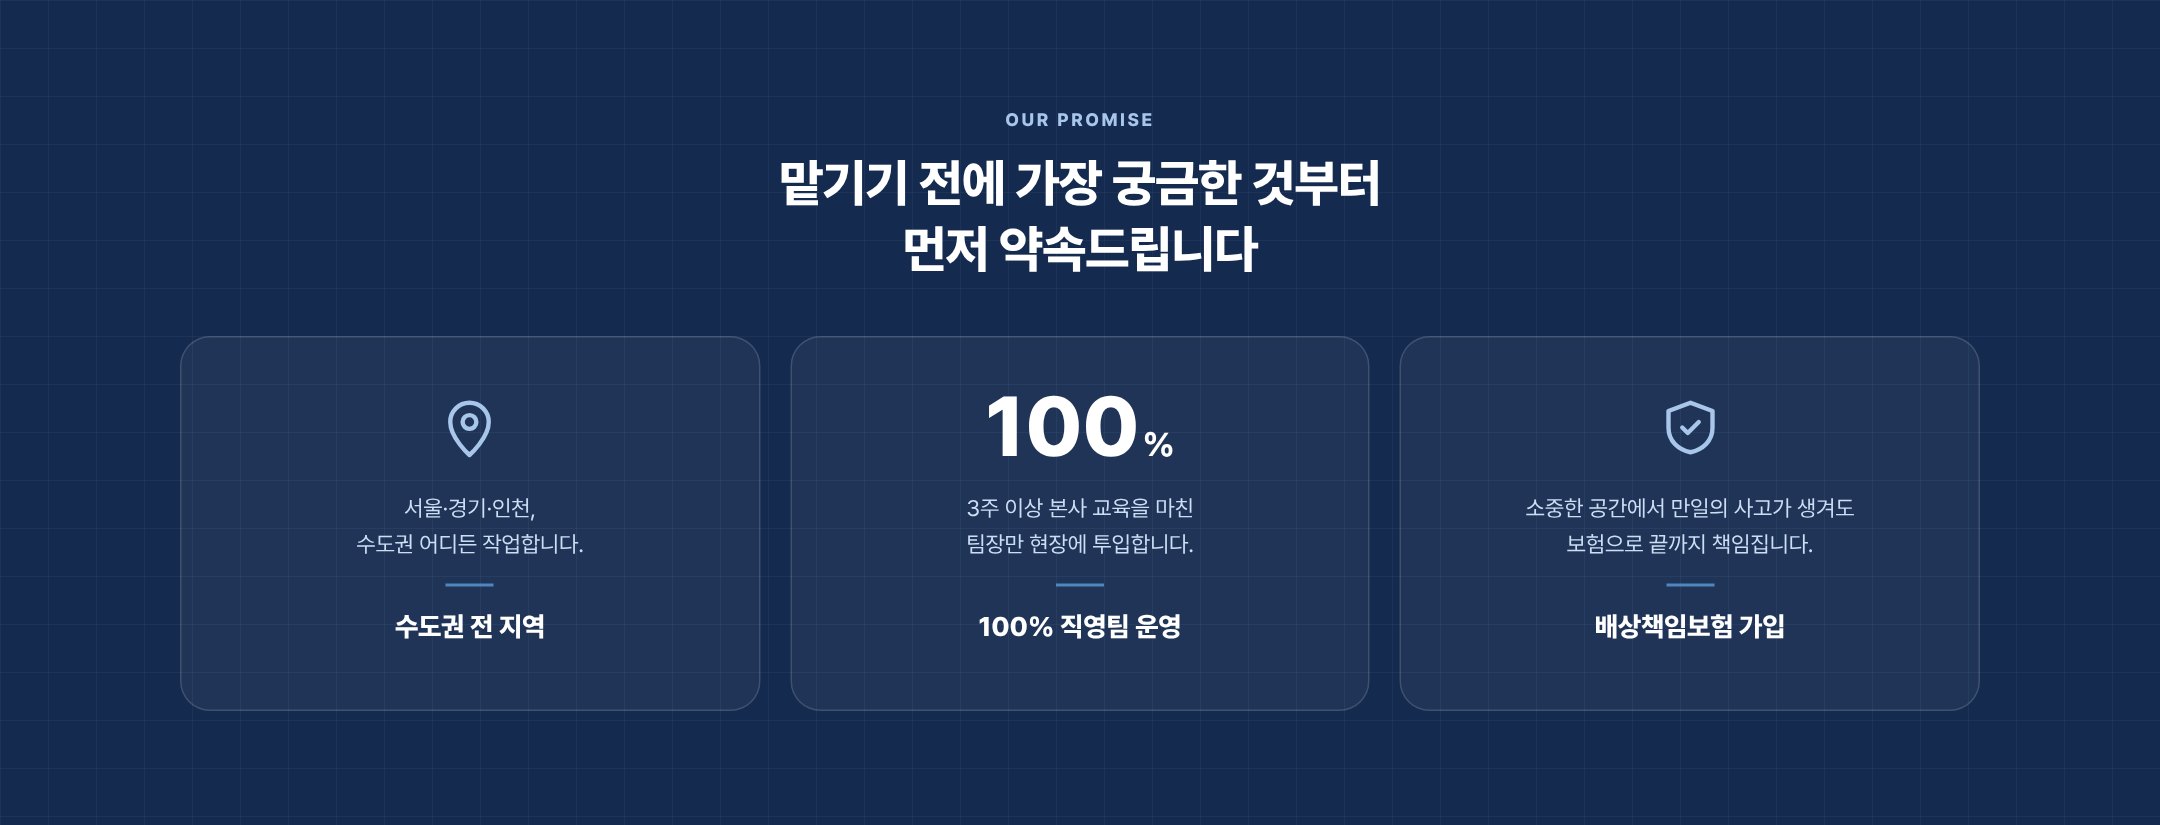 OUR PROMISE
맡기기 전에 가장 궁금한 것부터
먼저 약속드립니다
서울·경기·인천,
수도권 어디든 작업합니다.
수도권 전 지역
100%
3주 이상 본사 교육을 마친
팀장만 현장에 투입합니다.
100% 직영팀 운영
소중한 공간에서 만일의 사고가 생겨도
보험으로 끝까지 책임집니다.
배상책임보험 가입